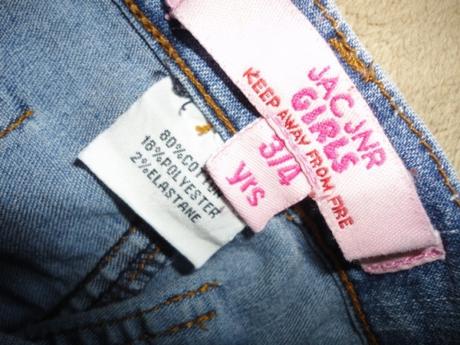 JAC JNR
GIRLS
KEEP AWAY FROM FIRE
3/4
yrs
80%COTTON
18%POLYESTER
2%ELASTANE